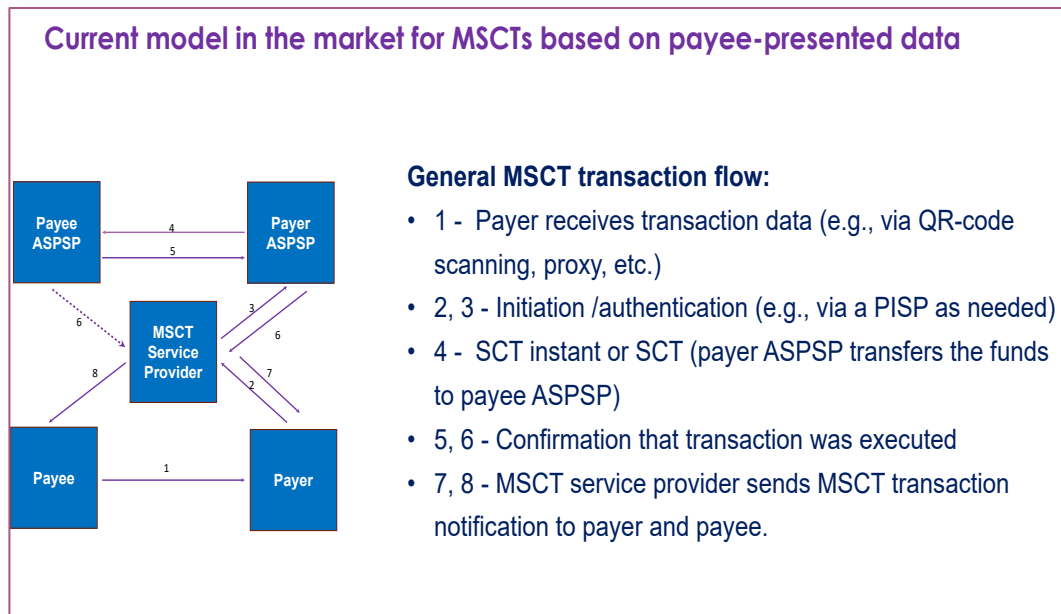 Current model in the market for MSCTs based on payee-presented data
Payee
ASPSP
Payer
ASPSP
4
5
6
MSCT
Service
Provider
3
6
8
7
2
Payee
1
Payer
General MSCT transaction flow:
• 1 - Payer receives transaction data (e.g., via QR-code
scanning, proxy, etc.)
• 2, 3 - Initiation /authentication (e.g., via a PISP as needed)
• 4 - SCT instant or SCT (payer ASPSP transfers the funds
to payee ASPSP)
• 5, 6 - Confirmation that transaction was executed
• 7, 8 - MSCT service provider sends MSCT transaction
notification to payer and payee.